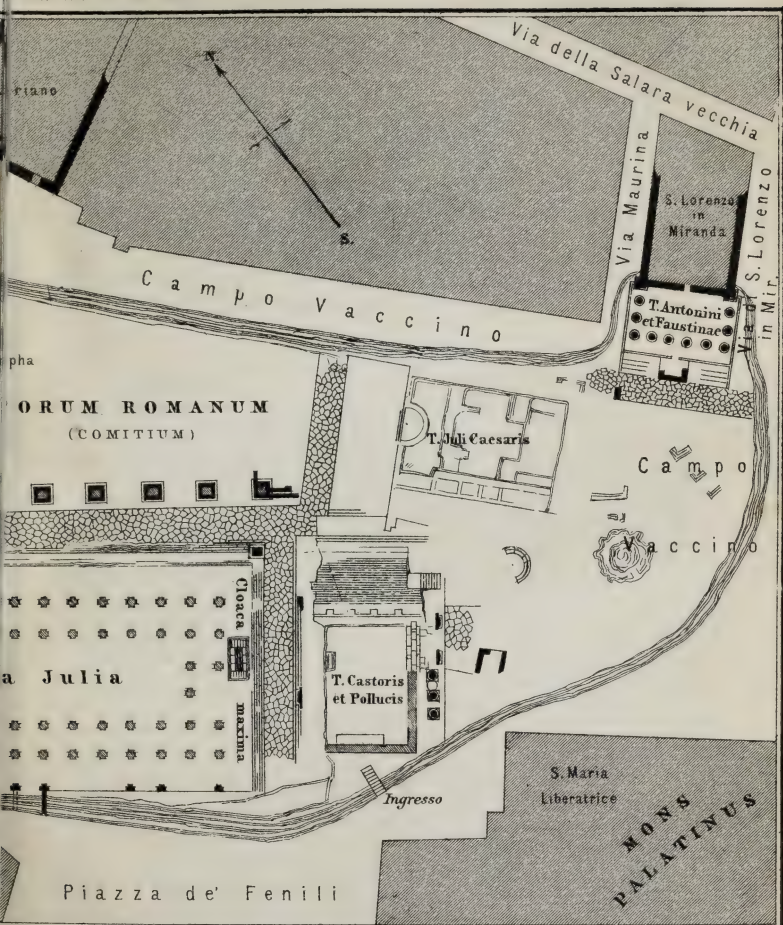 Via della Salara vecchia
N.
riano
Via Maurina
S. Lorenzo
in
Miranda
Via d. S. Lorenzo
in Mir.
S.
Campo Vaccino
T. Antonini
et Faustinae
pha
ORUM ROMANUM
(COMITIUM)
T. Juli Caesaris
Campo
Vaccino
Cloaca
maxima
a Julia
T. Castoris
et Pollucis
Ingresso
S. Maria
Liberatrice
MONS
PALATINUS
Piazza de' Fenili